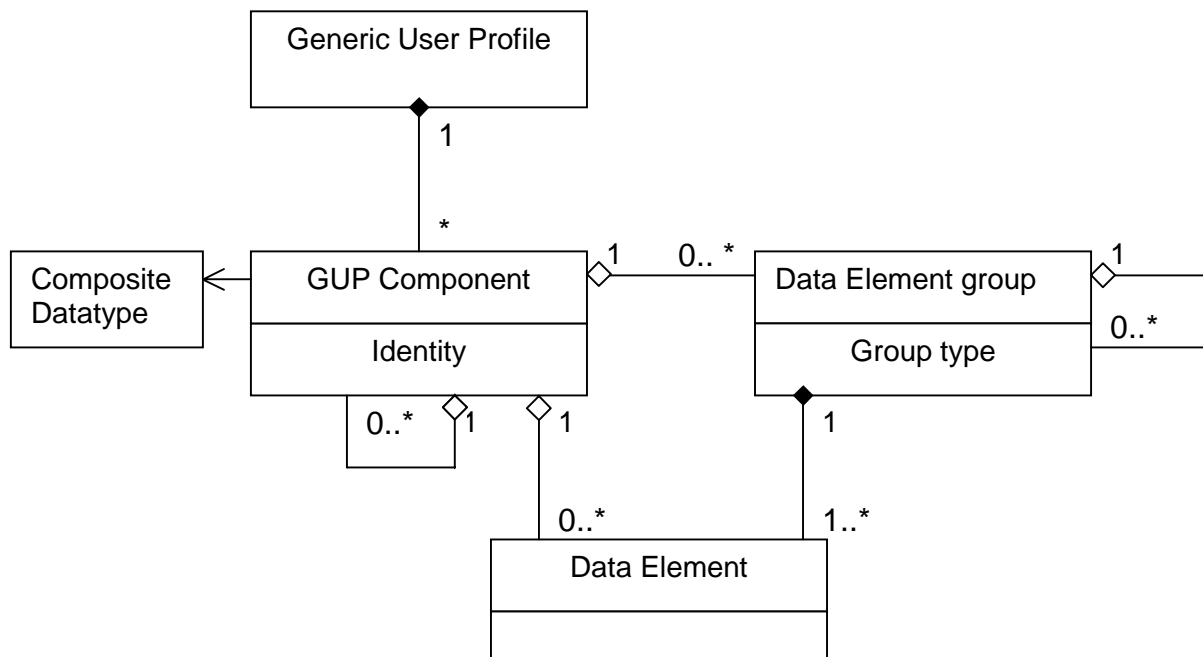 Generic User Profile
1
*
Composite
Datatype
GUP Component
1
0.. *
Data Element group
1
Identity
Group type
0..*
0..*
1
1
1
0..*
1..*
Data Element